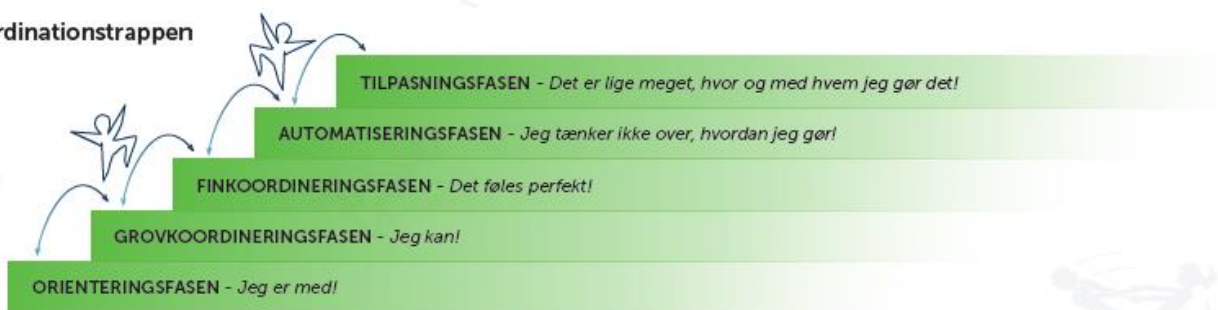 rdinationstrappen
TILPASNINGSFASEN - Det er lige meget, hvor og med hvem jeg gør det!
AUTOMATISERINGSFASEN - Jeg tænker ikke over, hvordan jeg gør!
FINKOORDINERINGSFASEN - Det føles perfekt!
GROVKOORDINERINGSFASEN - Jeg kan!
ORIENTERINGSFASEN - Jeg er med!